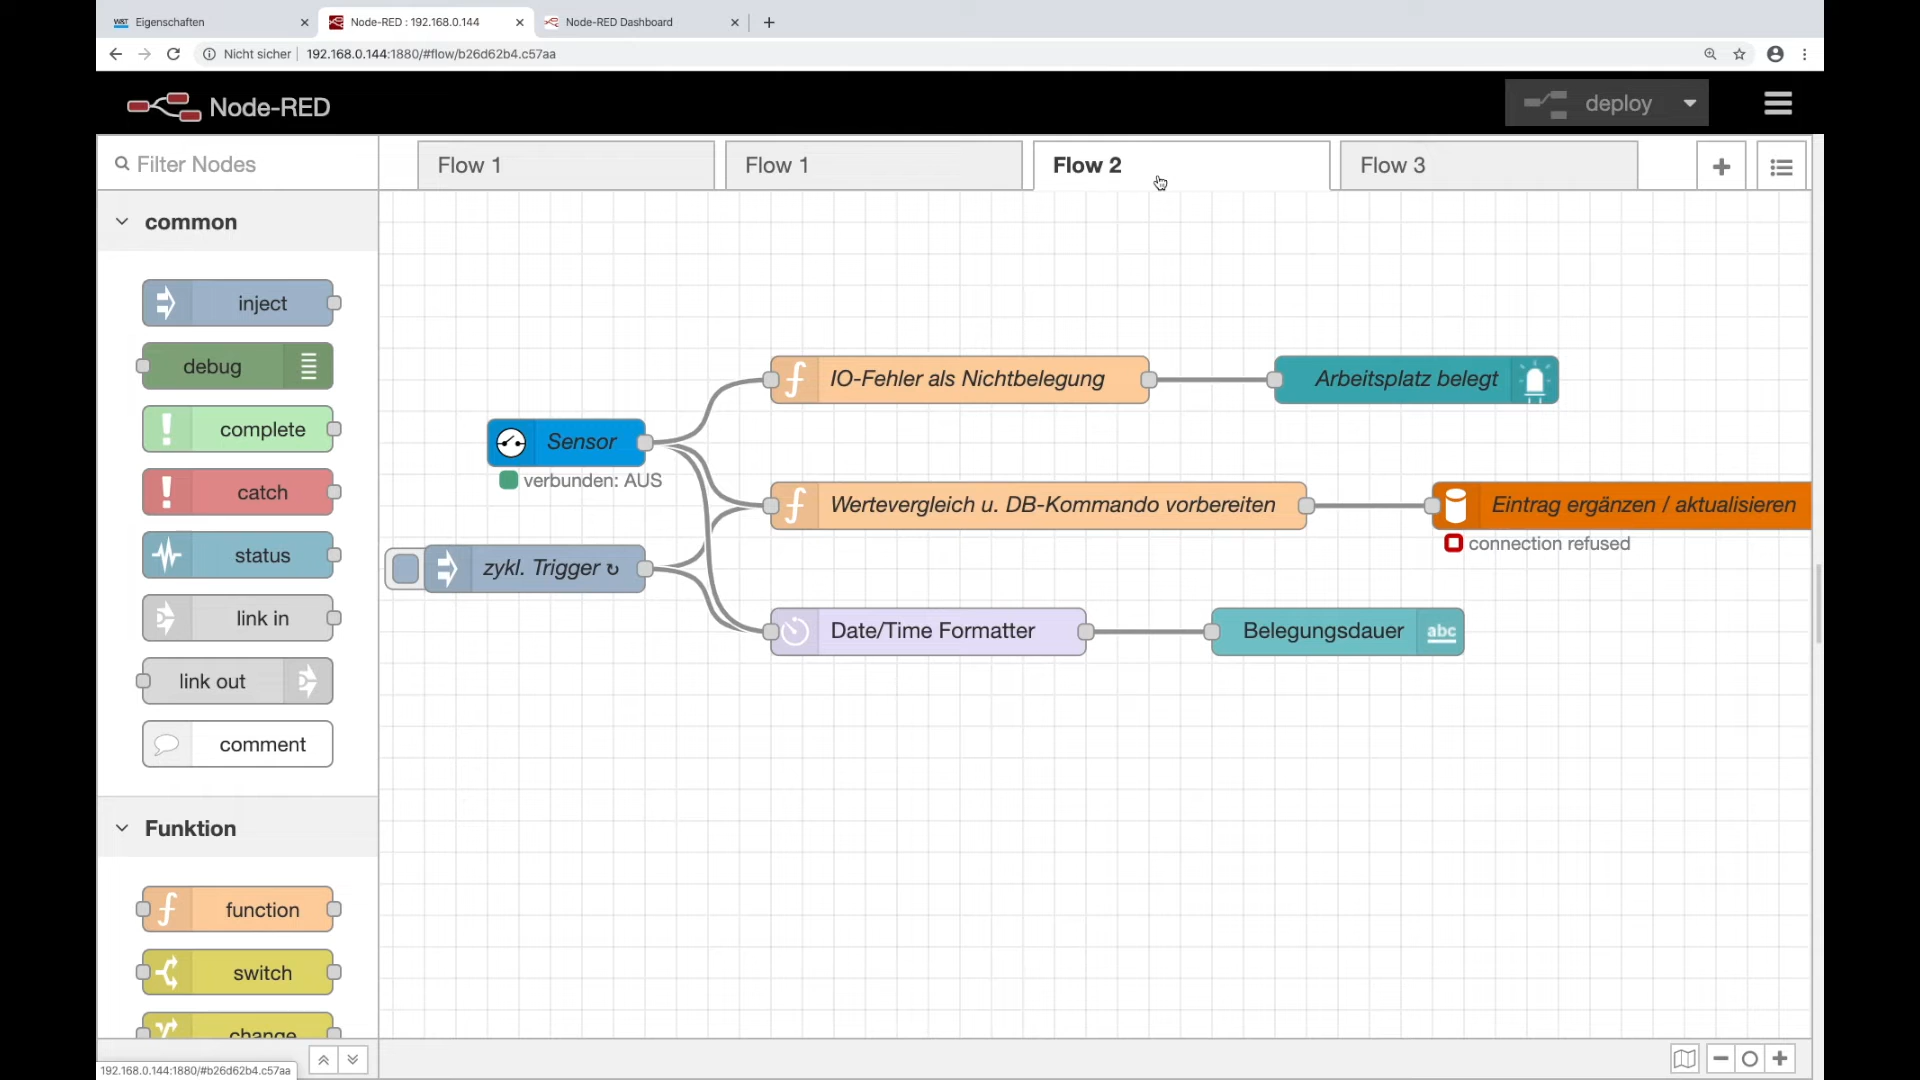 Eigenschaften
Node-RED : 192.168.0.144
Node-RED Dashboard
Nicht sicher
192.168.0.144:1880/#flow/b26d62b4.c57aa
Node-RED
deploy
Filter Nodes
Flow 1
Flow 1
Flow 2
Flow 3
common
inject
debug
complete
catch
status
link in
link out
comment
Funktion
function
switch
change
IO-Fehler als Nichtbelegung
Arbeitsplatz belegt
Sensor
verbunden: AUS
Wertevergleich u. DB-Kommando vorbereiten
Eintrag ergänzen / aktualisieren
connection refused
zykl. Trigger ↻
Date/Time Formatter
Belegungsdauer
abc
192.168.0.144:1880/#b26d62b4.c57aa